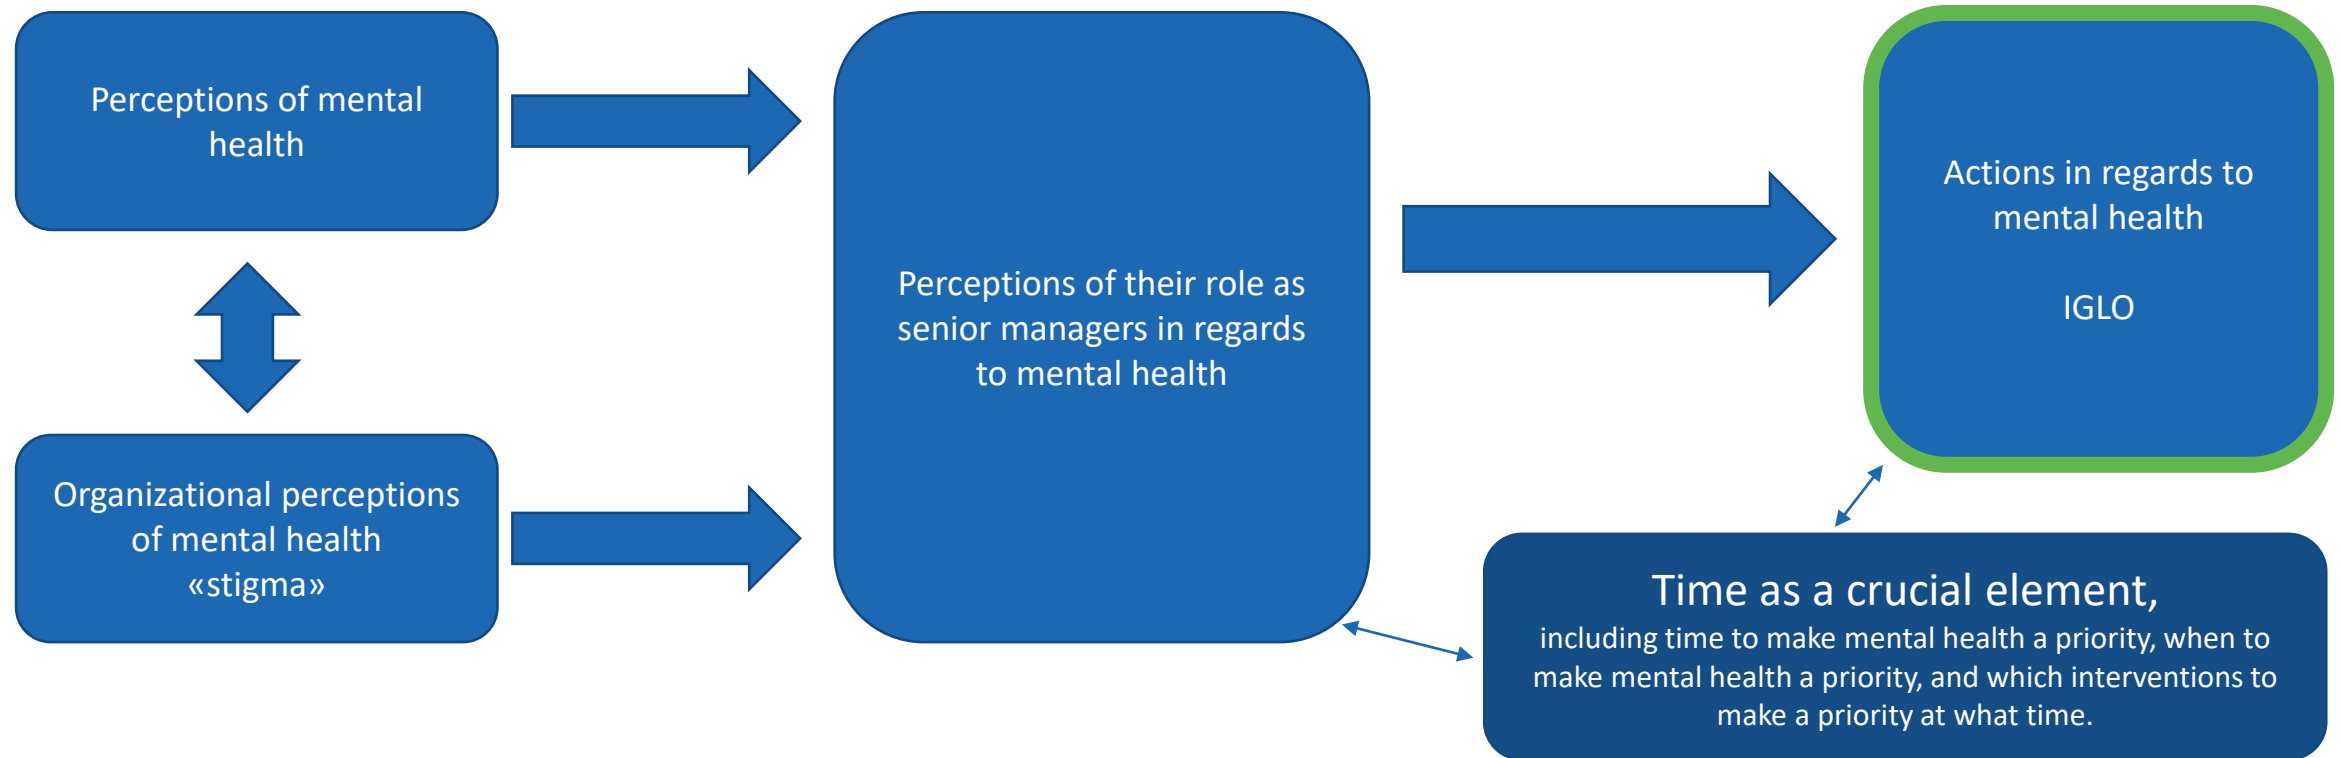 Perceptions of mental
health
Organizational perceptions
of mental health
«stigma»
Perceptions of their role as
senior managers in regards
to mental health
Actions in regards to
mental health
IGLO
Time as a crucial element,
including time to make mental health a priority, when to
make mental health a priority, and which interventions to
make a priority at what time.